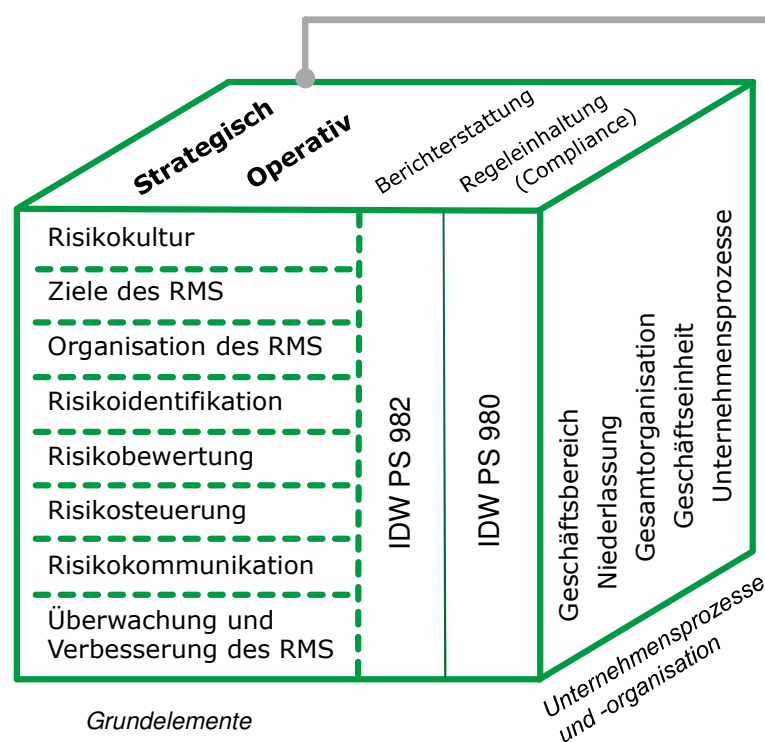 Strategisch
Operativ
Berichterstattung
Regeleinhaltung
(Compliance)
Risikokultur
Ziele des RMS
Organisation des RMS
Risikoidentifikation
Risikobewertung
Risikosteuerung
Risikokommunikation
Überwachung und
Verbesserung des RMS
IDW PS 982
IDW PS 980
Geschäftsbereich
Niederlassung
Gesamtorganisation
Geschäftseinheit
Unternehmensprozesse
Grundelemente
Unternehmensprozesse
und -organisation